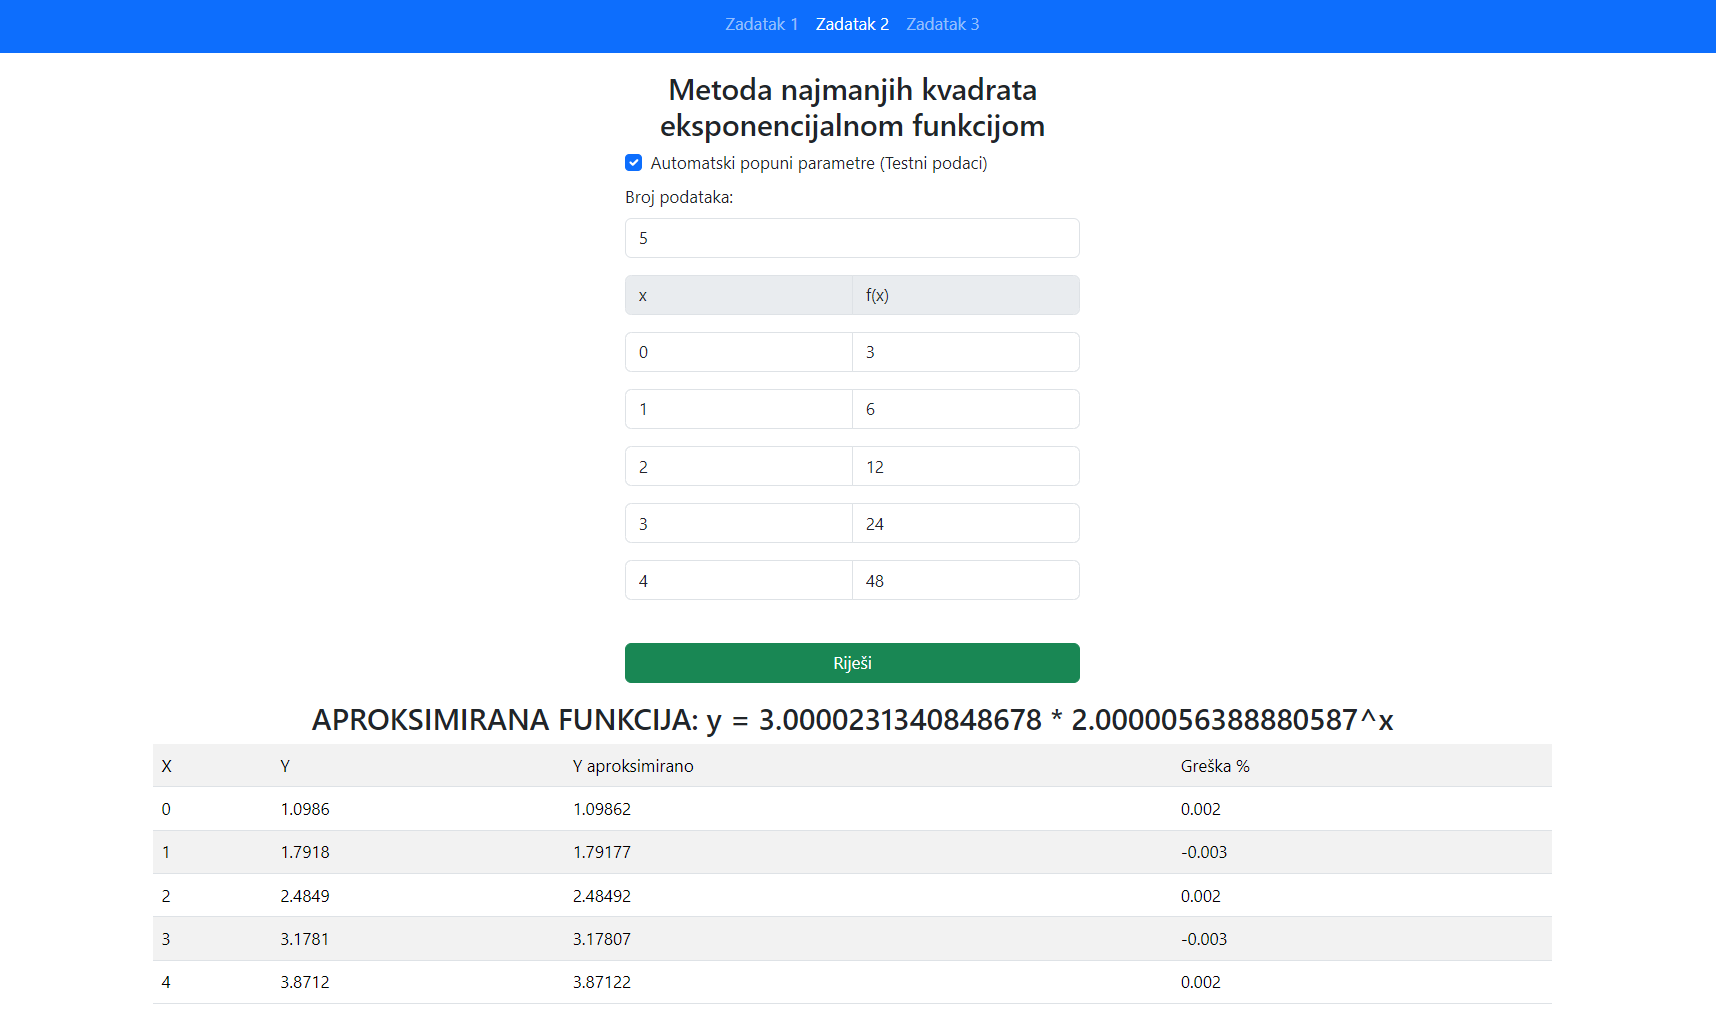 Zadatak 1 Zadatak 2 Zadatak 3
Metoda najmanjih kvadrata
eksponencijalnom funkcijom
Automatski popuni parametre (Testni podaci)
Broj podataka:
5
x f(x)
0 3
1 6
2 12
3 24
4 48
Riješi
APROKSIMIRANA FUNKCIJA: y = 3.0000231340848678 * 2.0000056388880587^x
X Y Y aproksimirano Greška %
0 1.0986 1.09862 0.002
1 1.7918 1.79177 -0.003
2 2.4849 2.48492 0.002
3 3.1781 3.17807 -0.003
4 3.8712 3.87122 0.002